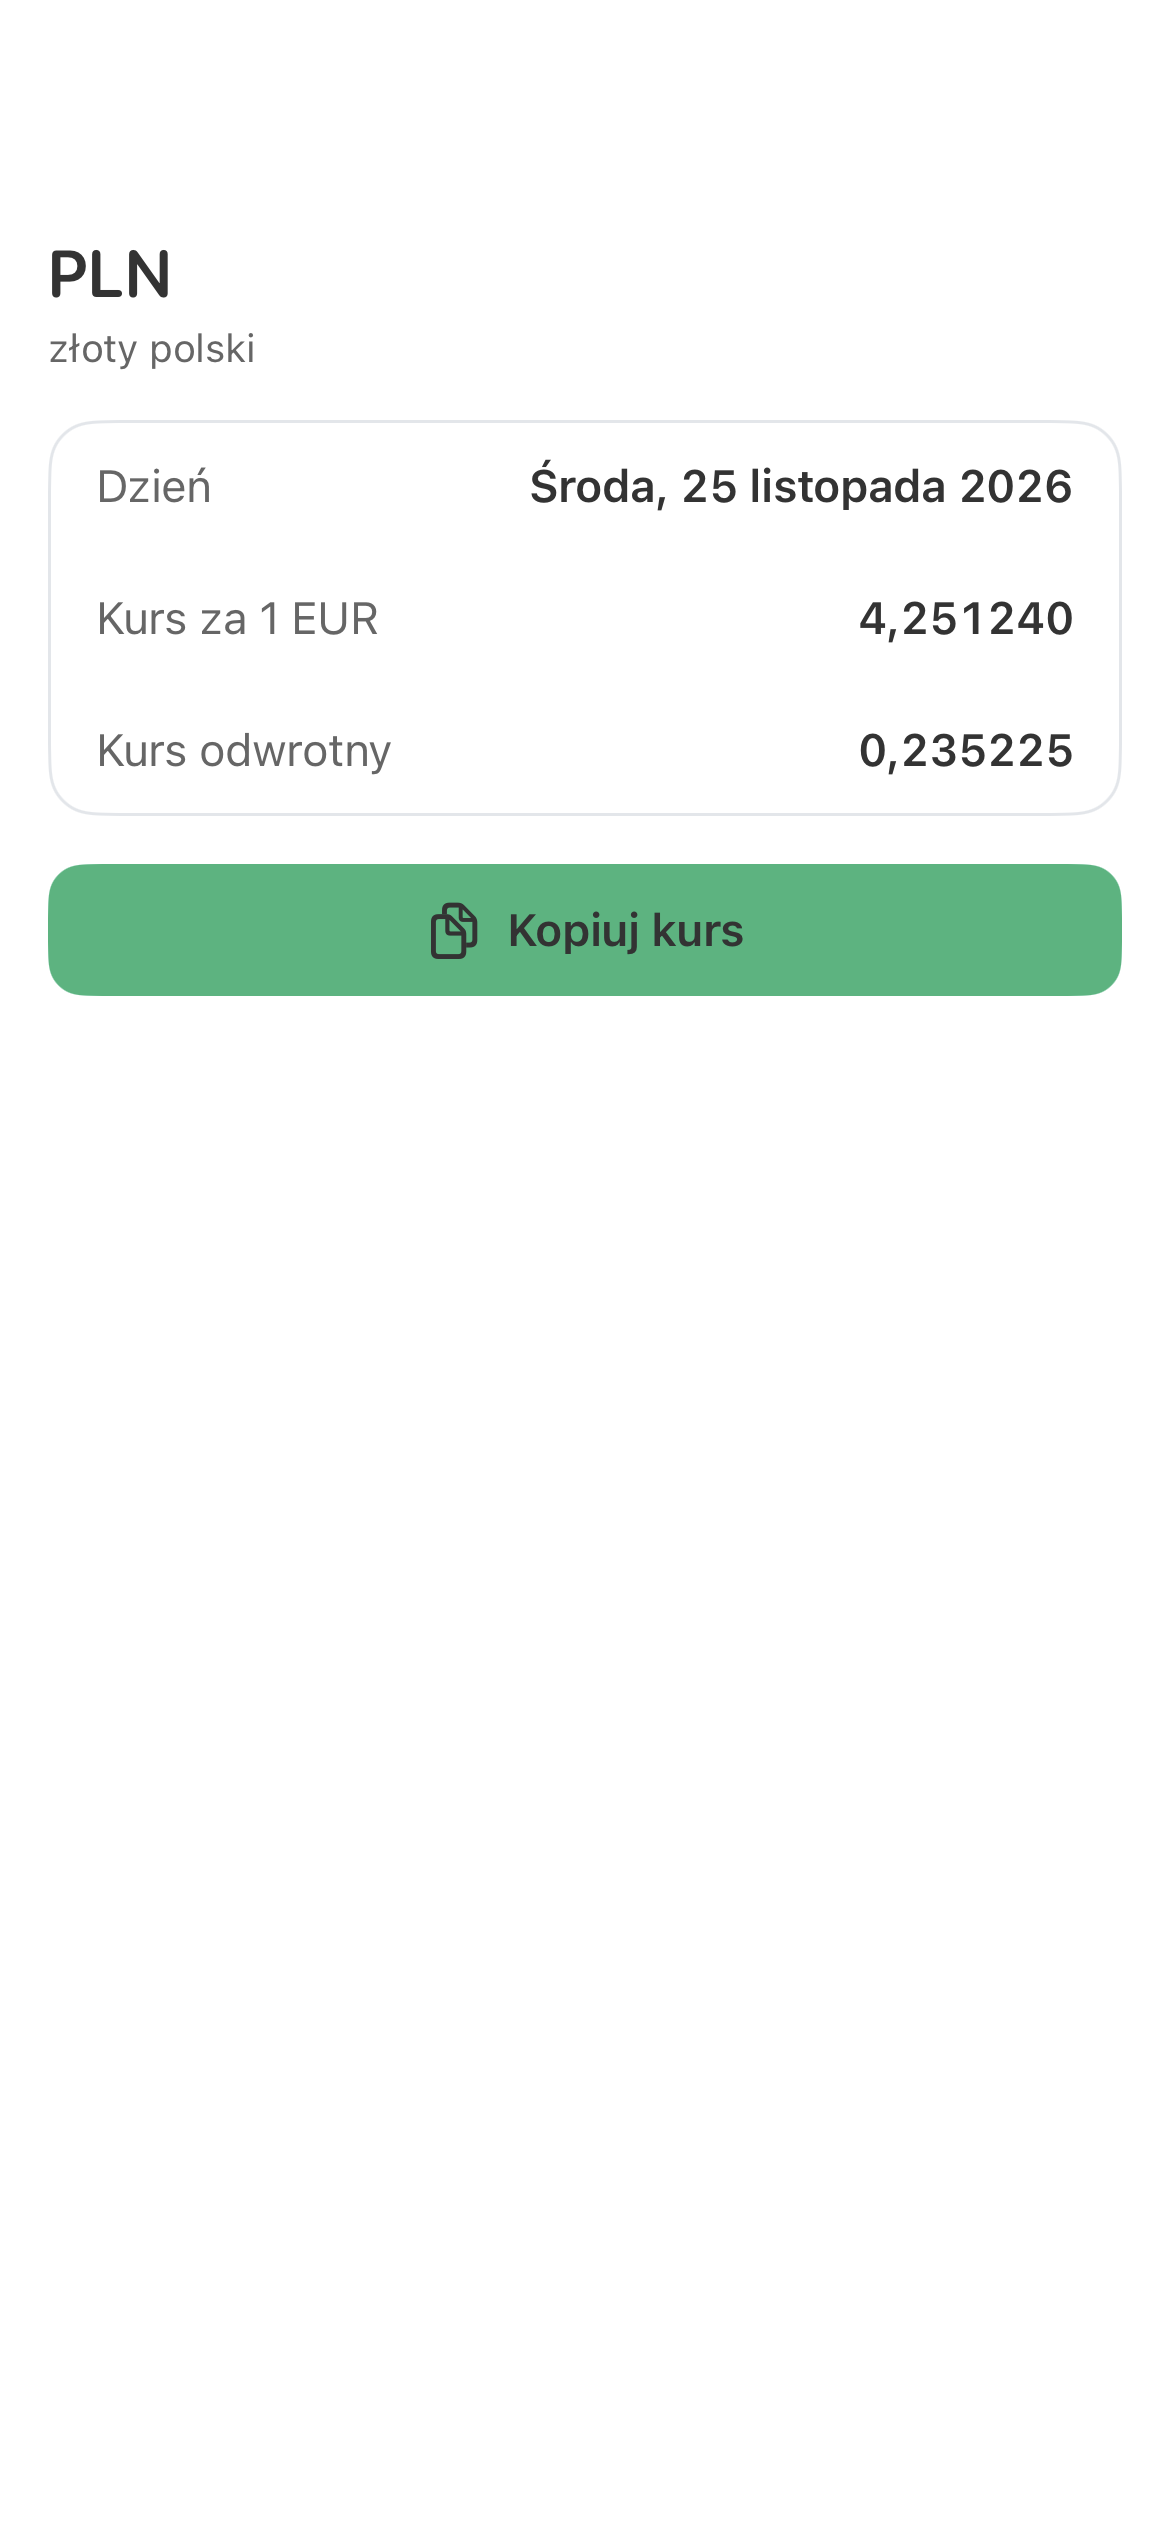 PLN
złoty polski
Dzień Środa, 25 listopada 2026
Kurs za 1 EUR 4,251240
Kurs odwrotny 0,235225
Kopiuj kurs